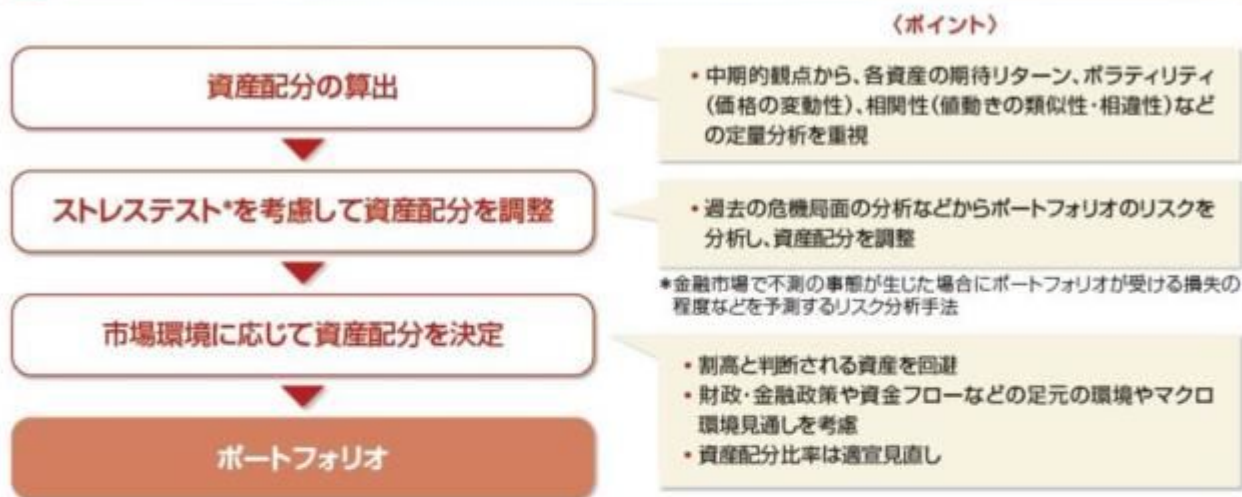 〈ポイント〉
資産配分の算出
• 中期的観点から、各資産の期待リターン、ボラティリティ
(価格の変動性)、相関性(値動きの類似性・相違性)など
の定量分析を重視
ストレステスト*を考慮して資産配分を調整
• 過去の危機局面の分析などからポートフォリオのリスクを
分析し、資産配分を調整
*金融市場で不測の事態が生じた場合にポートフォリオが受ける損失の
程度などを予測するリスク分析手法
市場環境に応じて資産配分を決定
• 割高と判断される資産を回避
• 財政・金融政策や資金フローなどの足元の環境やマクロ
環境見通しを考慮
• 資産配分比率は適宜見直し
ポートフォリオ